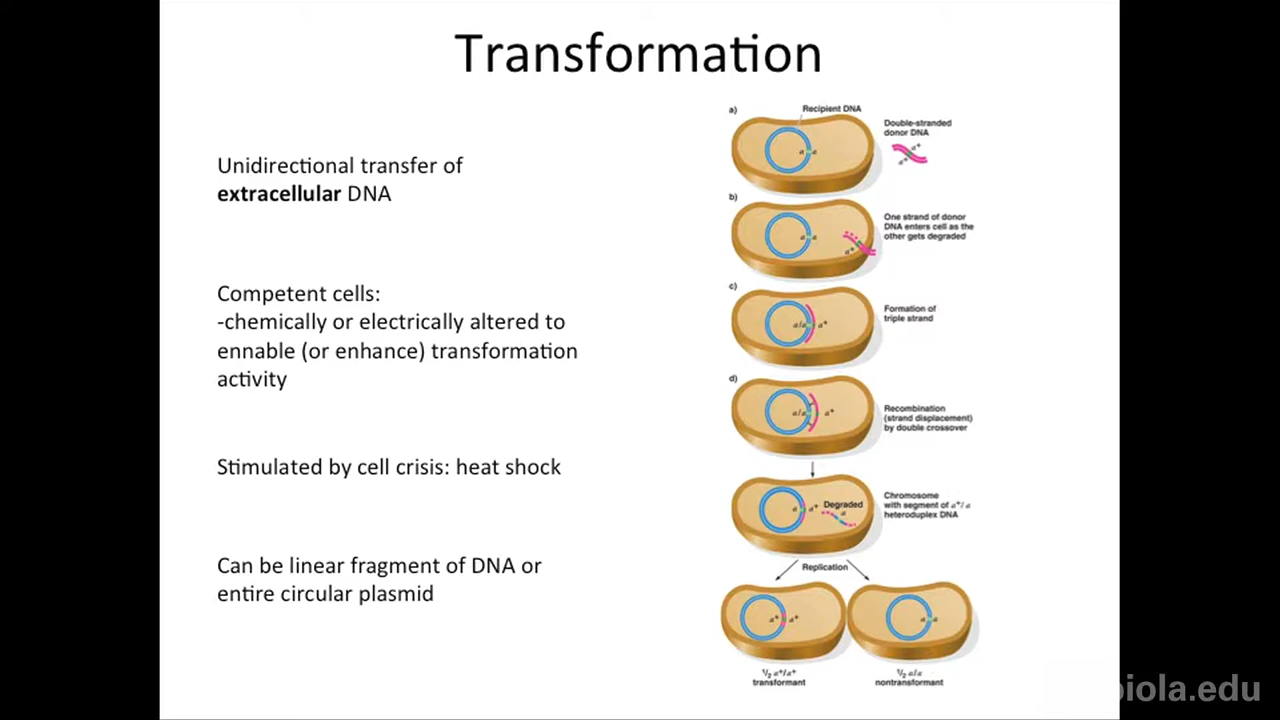 Transformation
Unidirectional transfer of
extracellular DNA
Competent cells:
-chemically or electrically altered to
ennable (or enhance) transformation
activity
Stimulated by cell crisis: heat shock
Can be linear fragment of DNA or
entire circular plasmid
a)
Recipient DNA
Double-stranded
donor DNA
a a
a⁺
a⁺
b)
One strand of donor
DNA enters cell as the
other gets degraded
a a
a⁺
c)
Formation of
triple strand
a/a a⁺
d)
Recombination
(strand displacement)
by double crossover
a/a a⁺
Chromosome
with segment of a⁺/a
heteroduplex DNA
Degraded
a a⁺ a
Replication
a⁺ a⁺
a a
½ a⁺/a⁺
transformant
½ a/a
nontransformant
biola.edu